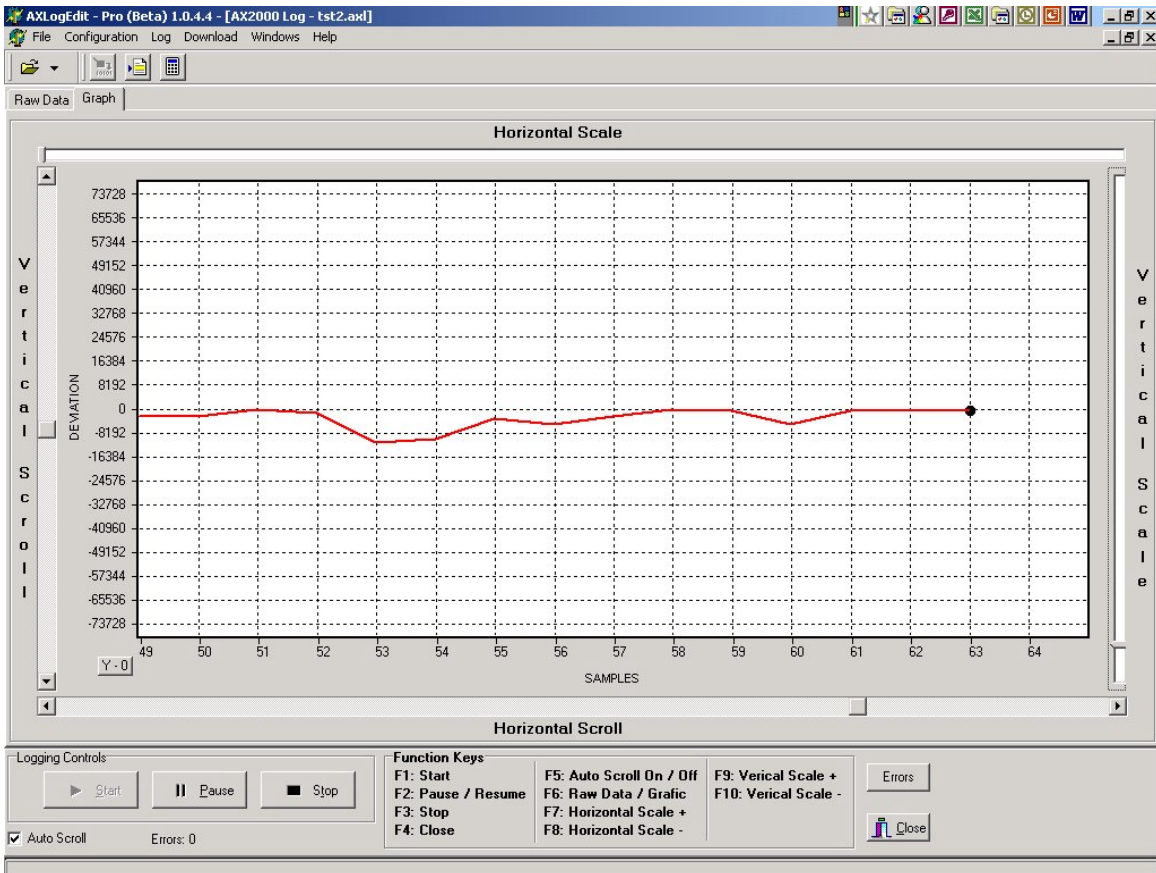 AXLogEdit - Pro (Beta) 1.0.4.4 - [AX2000 Log - tst2.axl]
File Configuration Log Download Windows Help
Raw Data Graph
Horizontal Scale
Vertical Scroll
DEVIATION
73728
65536
57344
49152
40960
32768
24576
16384
8192
0
-8192
-16384
-24576
-32768
-40960
-49152
-57344
-65536
-73728
Vertical Scale
49 50 51 52 53 54 55 56 57 58 59 60 61 62 63 64
Y - 0
SAMPLES
Horizontal Scroll
Logging Controls
Start Pause Stop
Auto Scroll Errors: 0
Function Keys
F1: Start
F2: Pause / Resume
F3: Stop
F4: Close
F5: Auto Scroll On / Off
F6: Raw Data / Grafic
F7: Horizontal Scale +
F8: Horizontal Scale -
F9: Verical Scale +
F10: Verical Scale -
Errors
Close